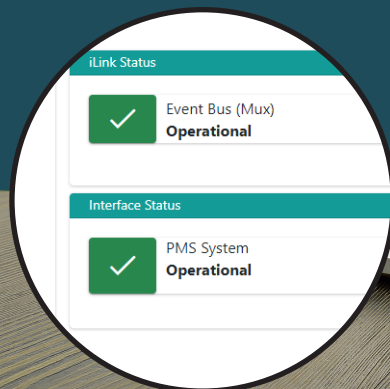 iLink Status
Event Bus (Mux)
Operational
Interface Status
PMS System
Operational